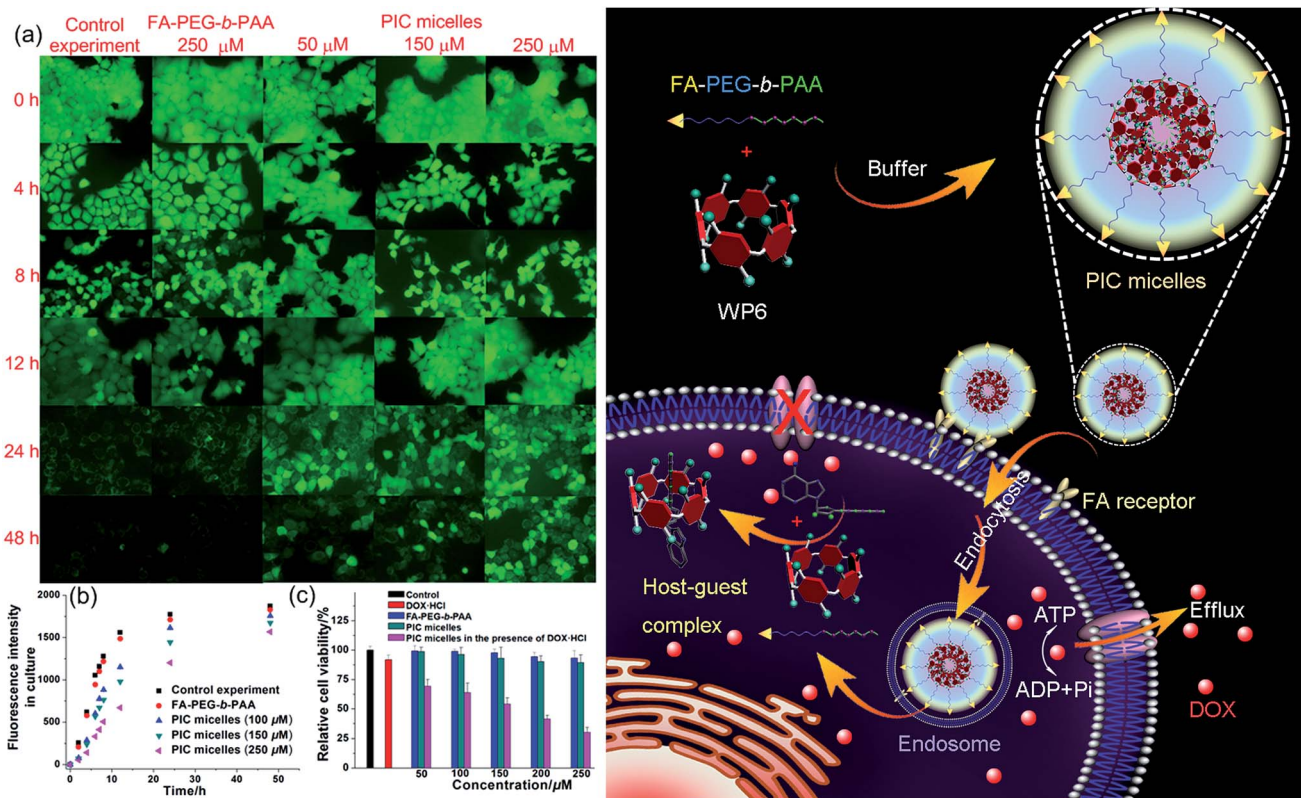 (a)
Control experiment
FA-PEG-b-PAA
250 μM
PIC micelles
50 μM
150 μM
250 μM
0 h
4 h
8 h
12 h
24 h
48 h
(b)
Fluorescence intensity
in culture
2000
1750
1500
1250
1000
750
500
250
0
0
10
20
30
40
50
Time/h
Control experiment
FA-PEG-b-PAA
PIC micelles (100 μM)
PIC micelles (150 μM)
PIC micelles (250 μM)
(c)
Relative cell viability/%
125
100
75
50
25
0
Control
DOX·HCl
FA-PEG-b-PAA
PIC micelles
PIC micelles in the presence of DOX·HCl
50
100
150
200
250
Concentration/μM
FA-PEG-b-PAA
+
Buffer
WP6
PIC micelles
X
FA receptor
Endocytosis
+
Host-guest
complex
Endosome
ATP
ADP+Pi
Efflux
DOX